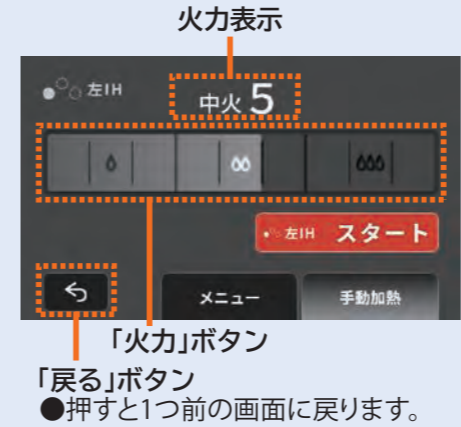 火力表示
左IH
中火 5
左IH スタート
メニュー
手動加熱
「火力」ボタン
「戻る」ボタン
●押すと1つ前の画面に戻ります。